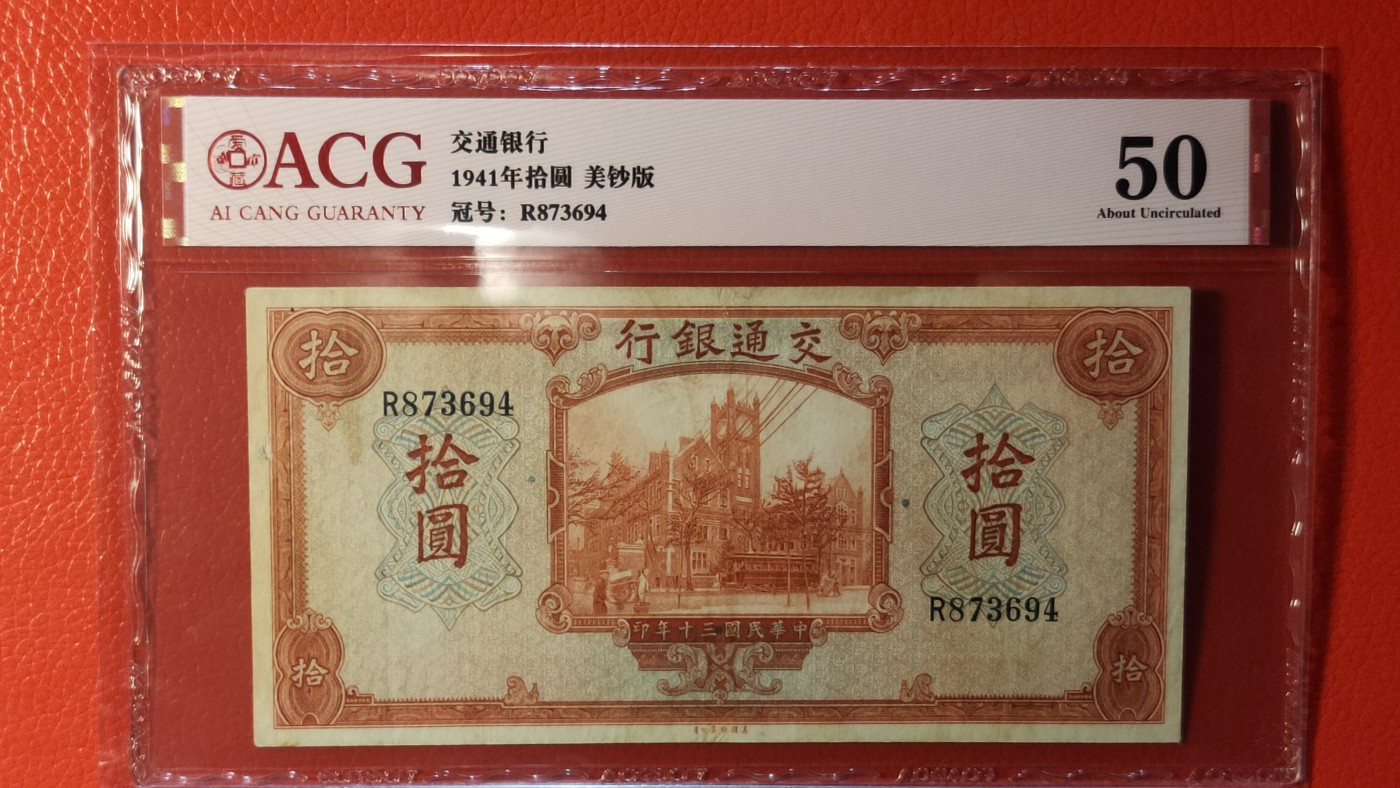 ACG
AI CANG GUARANTY
交通银行
1941年拾圆 美钞版
冠号：R873694
50
About Uncirculated
拾
行銀通交
拾
R873694
拾圓
拾圓
R873694
印年十三國民華中
拾
拾